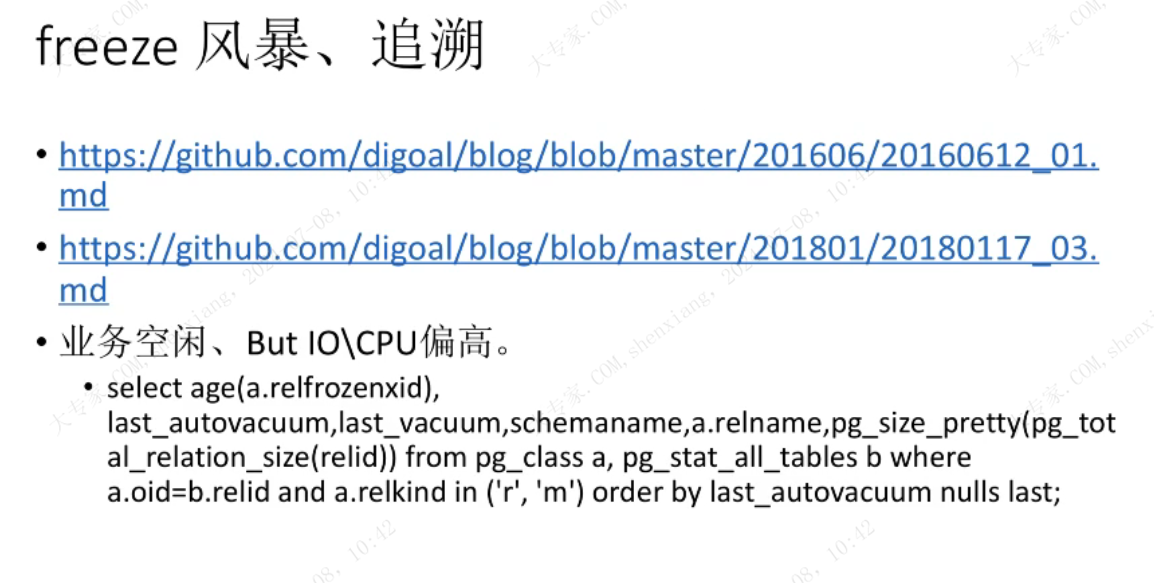 freeze 风暴、追溯
• https://github.com/digoal/blog/blob/master/201606/20160612_01.
md
• https://github.com/digoal/blog/blob/master/201801/20180117_03.
md
• 业务空闲、But IO\CPU偏高。
• select age(a.relfrozenxid),
last_autovacuum,last_vacuum,schemaname,a.relname,pg_size_pretty(pg_tot
al_relation_size(relid)) from pg_class a, pg_stat_all_tables b where
a.oid=b.relid and a.relkind in ('r', 'm') order by last_autovacuum nulls last;